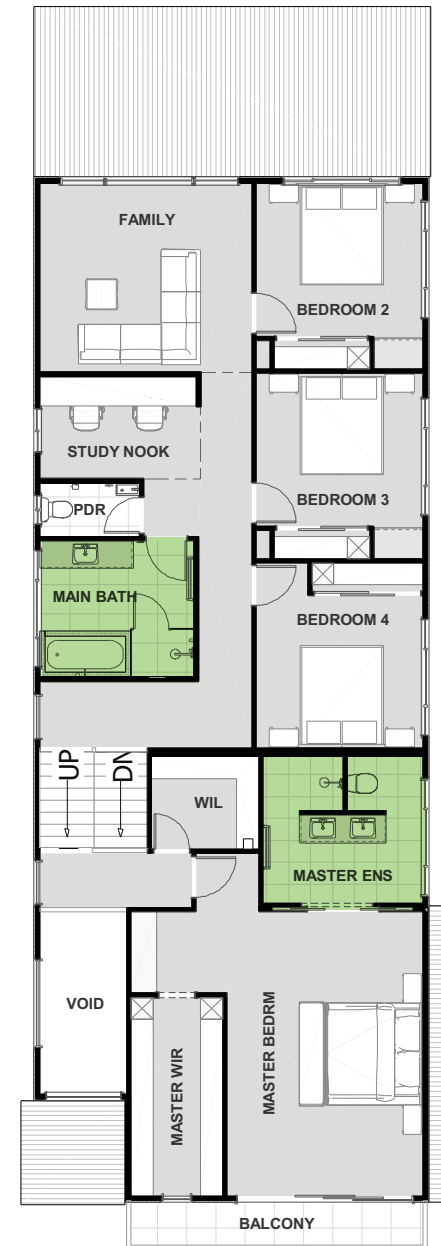 FAMILY
BEDROOM 2
STUDY NOOK
BEDROOM 3
PDR
MAIN BATH
BEDROOM 4
UP
DN
WIL
MASTER ENS
VOID
MASTER WIR
MASTER BEDRM
BALCONY